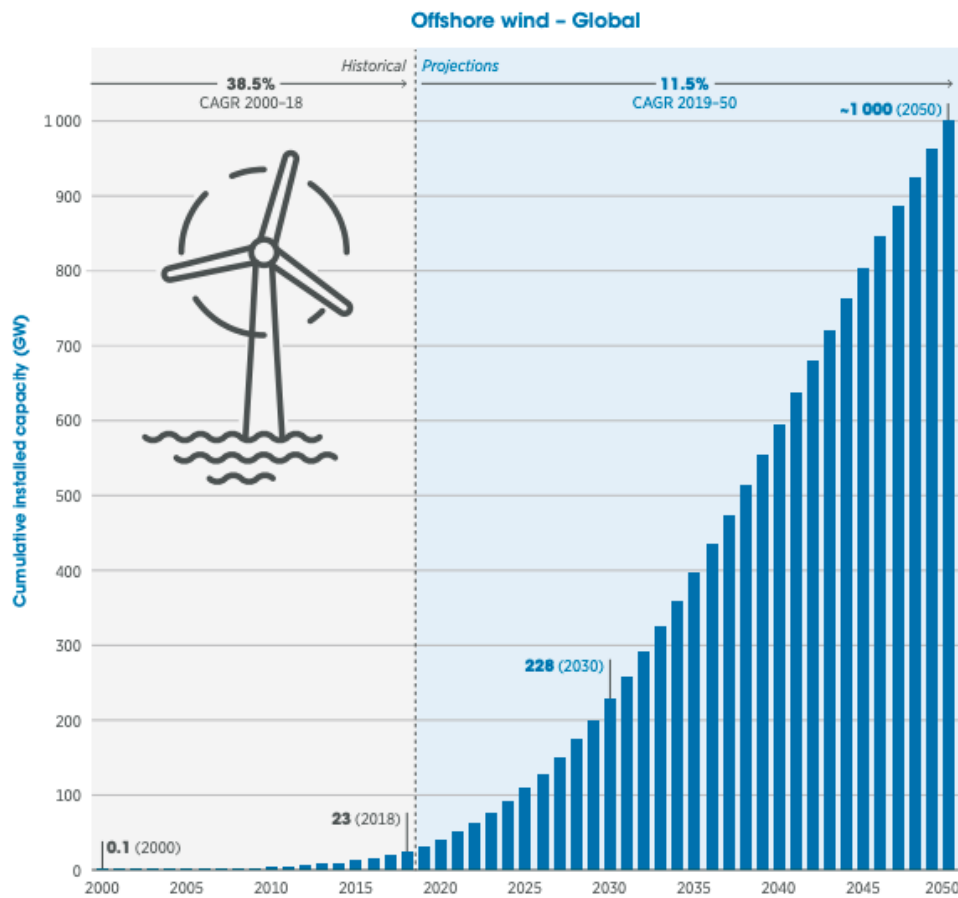 Offshore wind – Global
Historical
Projections
38.5%
CAGR 2000–18
11.5%
CAGR 2019–50
~1 000 (2050)
Cumulative installed capacity (GW)
1 000
900
800
700
600
500
400
300
200
100
0
228 (2030)
23 (2018)
0.1 (2000)
2000 2005 2010 2015 2020 2025 2030 2035 2040 2045 2050